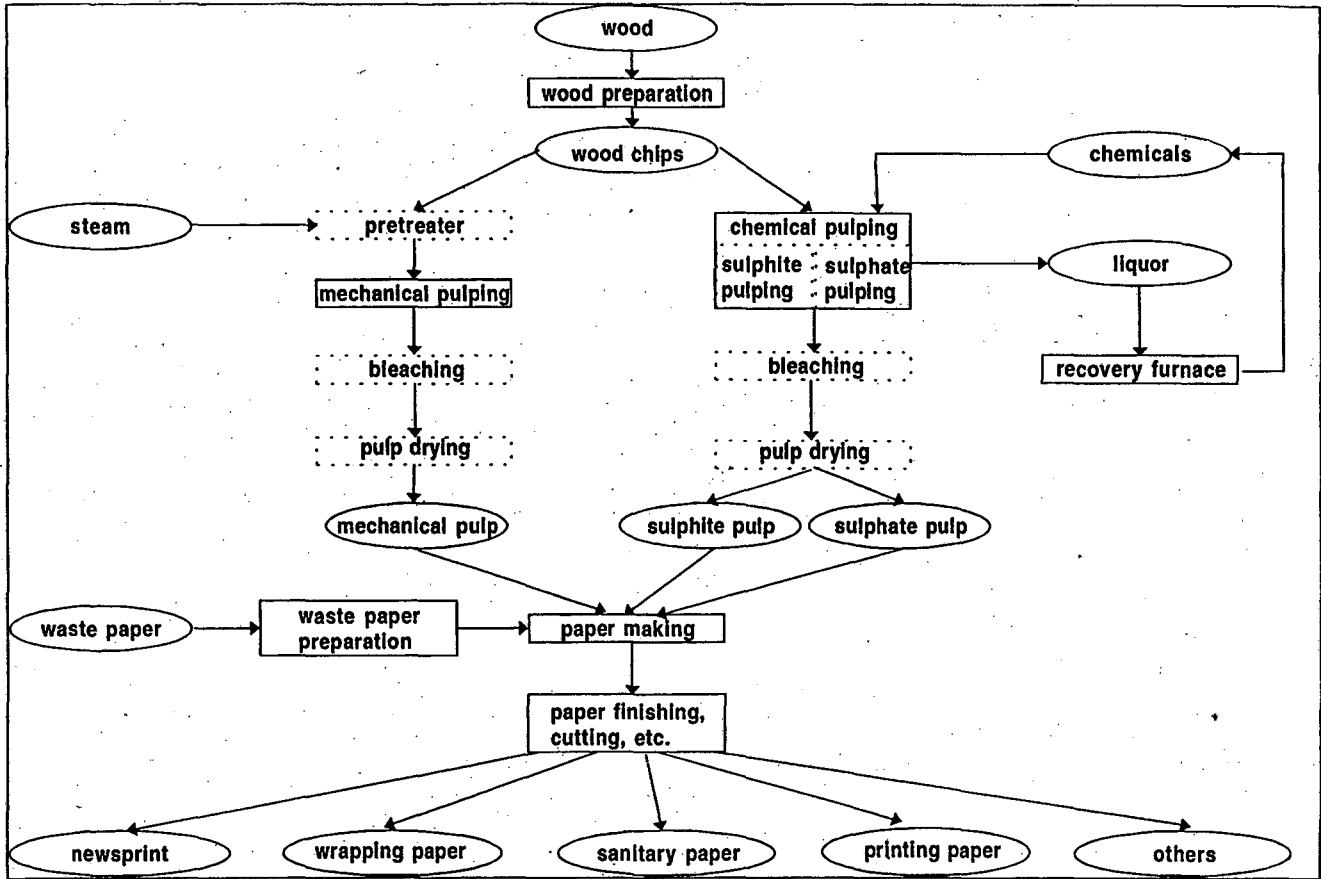 wood
wood preparation
wood chips
chemicals
steam
pretreater
chemical pulping
sulphite
pulping
sulphate
pulping
liquor
mechanical pulping
bleaching
bleaching
recovery furnace
pulp drying
pulp drying
mechanical pulp
sulphite pulp
sulphate pulp
waste paper
waste paper
preparation
paper making
paper finishing,
cutting, etc.
newsprint
wrapping paper
sanitary paper
printing paper
others